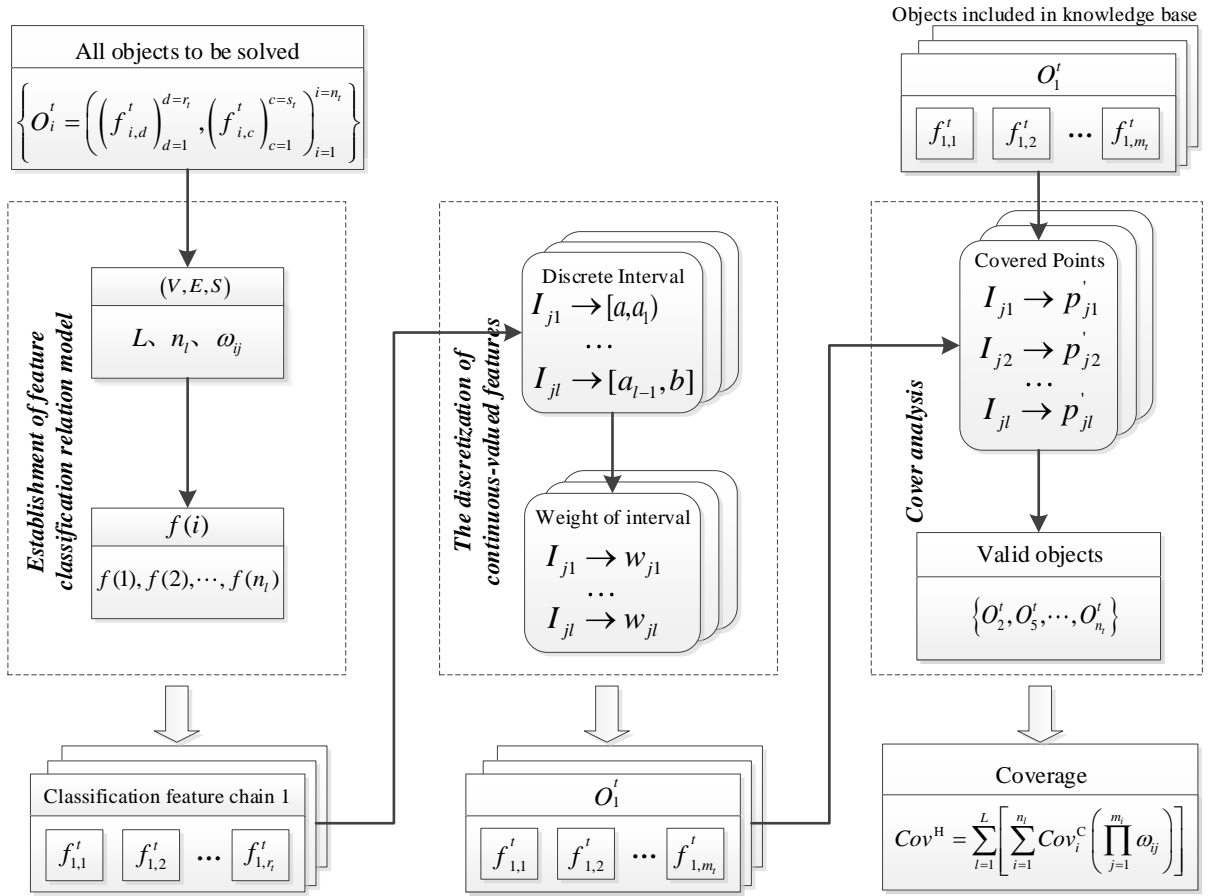 All objects to be solved
{O_i^t = ((f_{i,d}^t)_{d=1}^{d=r_t}, (f_{i,c}^t)_{c=1}^{c=s_t})_{i=1}^{i=n_t}}
Establishment of feature
classification relation model
(V, E, S)
L、n_l、ω_{ij}
f(i)
f(1), f(2), ⋯, f(n_l)
Classification feature chain 1
f_{1,1}^t f_{1,2}^t ••• f_{1,r_t}^t
The discretization of
continuous-valued features
Discrete Interval
I_{j1} → [a, a_1)
…
I_{jl} → [a_{l-1}, b]
Weight of interval
I_{j1} → w_{j1}
…
I_{jl} → w_{jl}
O_1^t
f_{1,1}^t f_{1,2}^t ••• f_{1,m_t}^t
Objects included in knowledge base
O_1^t
f_{1,1}^t f_{1,2}^t ••• f_{1,m_t}^t
Cover analysis
Covered Points
I_{j1} → p'_{j1}
I_{j2} → p'_{j2}
…
I_{jl} → p'_{jl}
Valid objects
{O_2^t, O_5^t, ⋯, O_{n_t}^t}
Coverage
Cov^H = ∑_{l=1}^{L} [∑_{i=1}^{n_l} Cov_i^C (∏_{j=1}^{m_i} ω_{ij})]